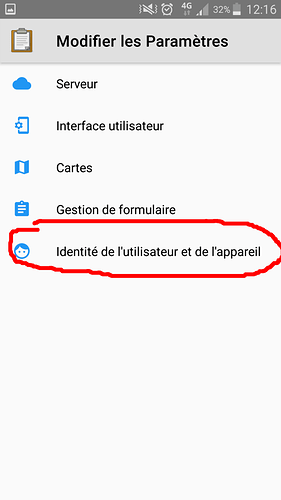 4G 32% 12:16
Modifier les Paramètres
Serveur
Interface utilisateur
Cartes
Gestion de formulaire
Identité de l'utilisateur et de l'appareil